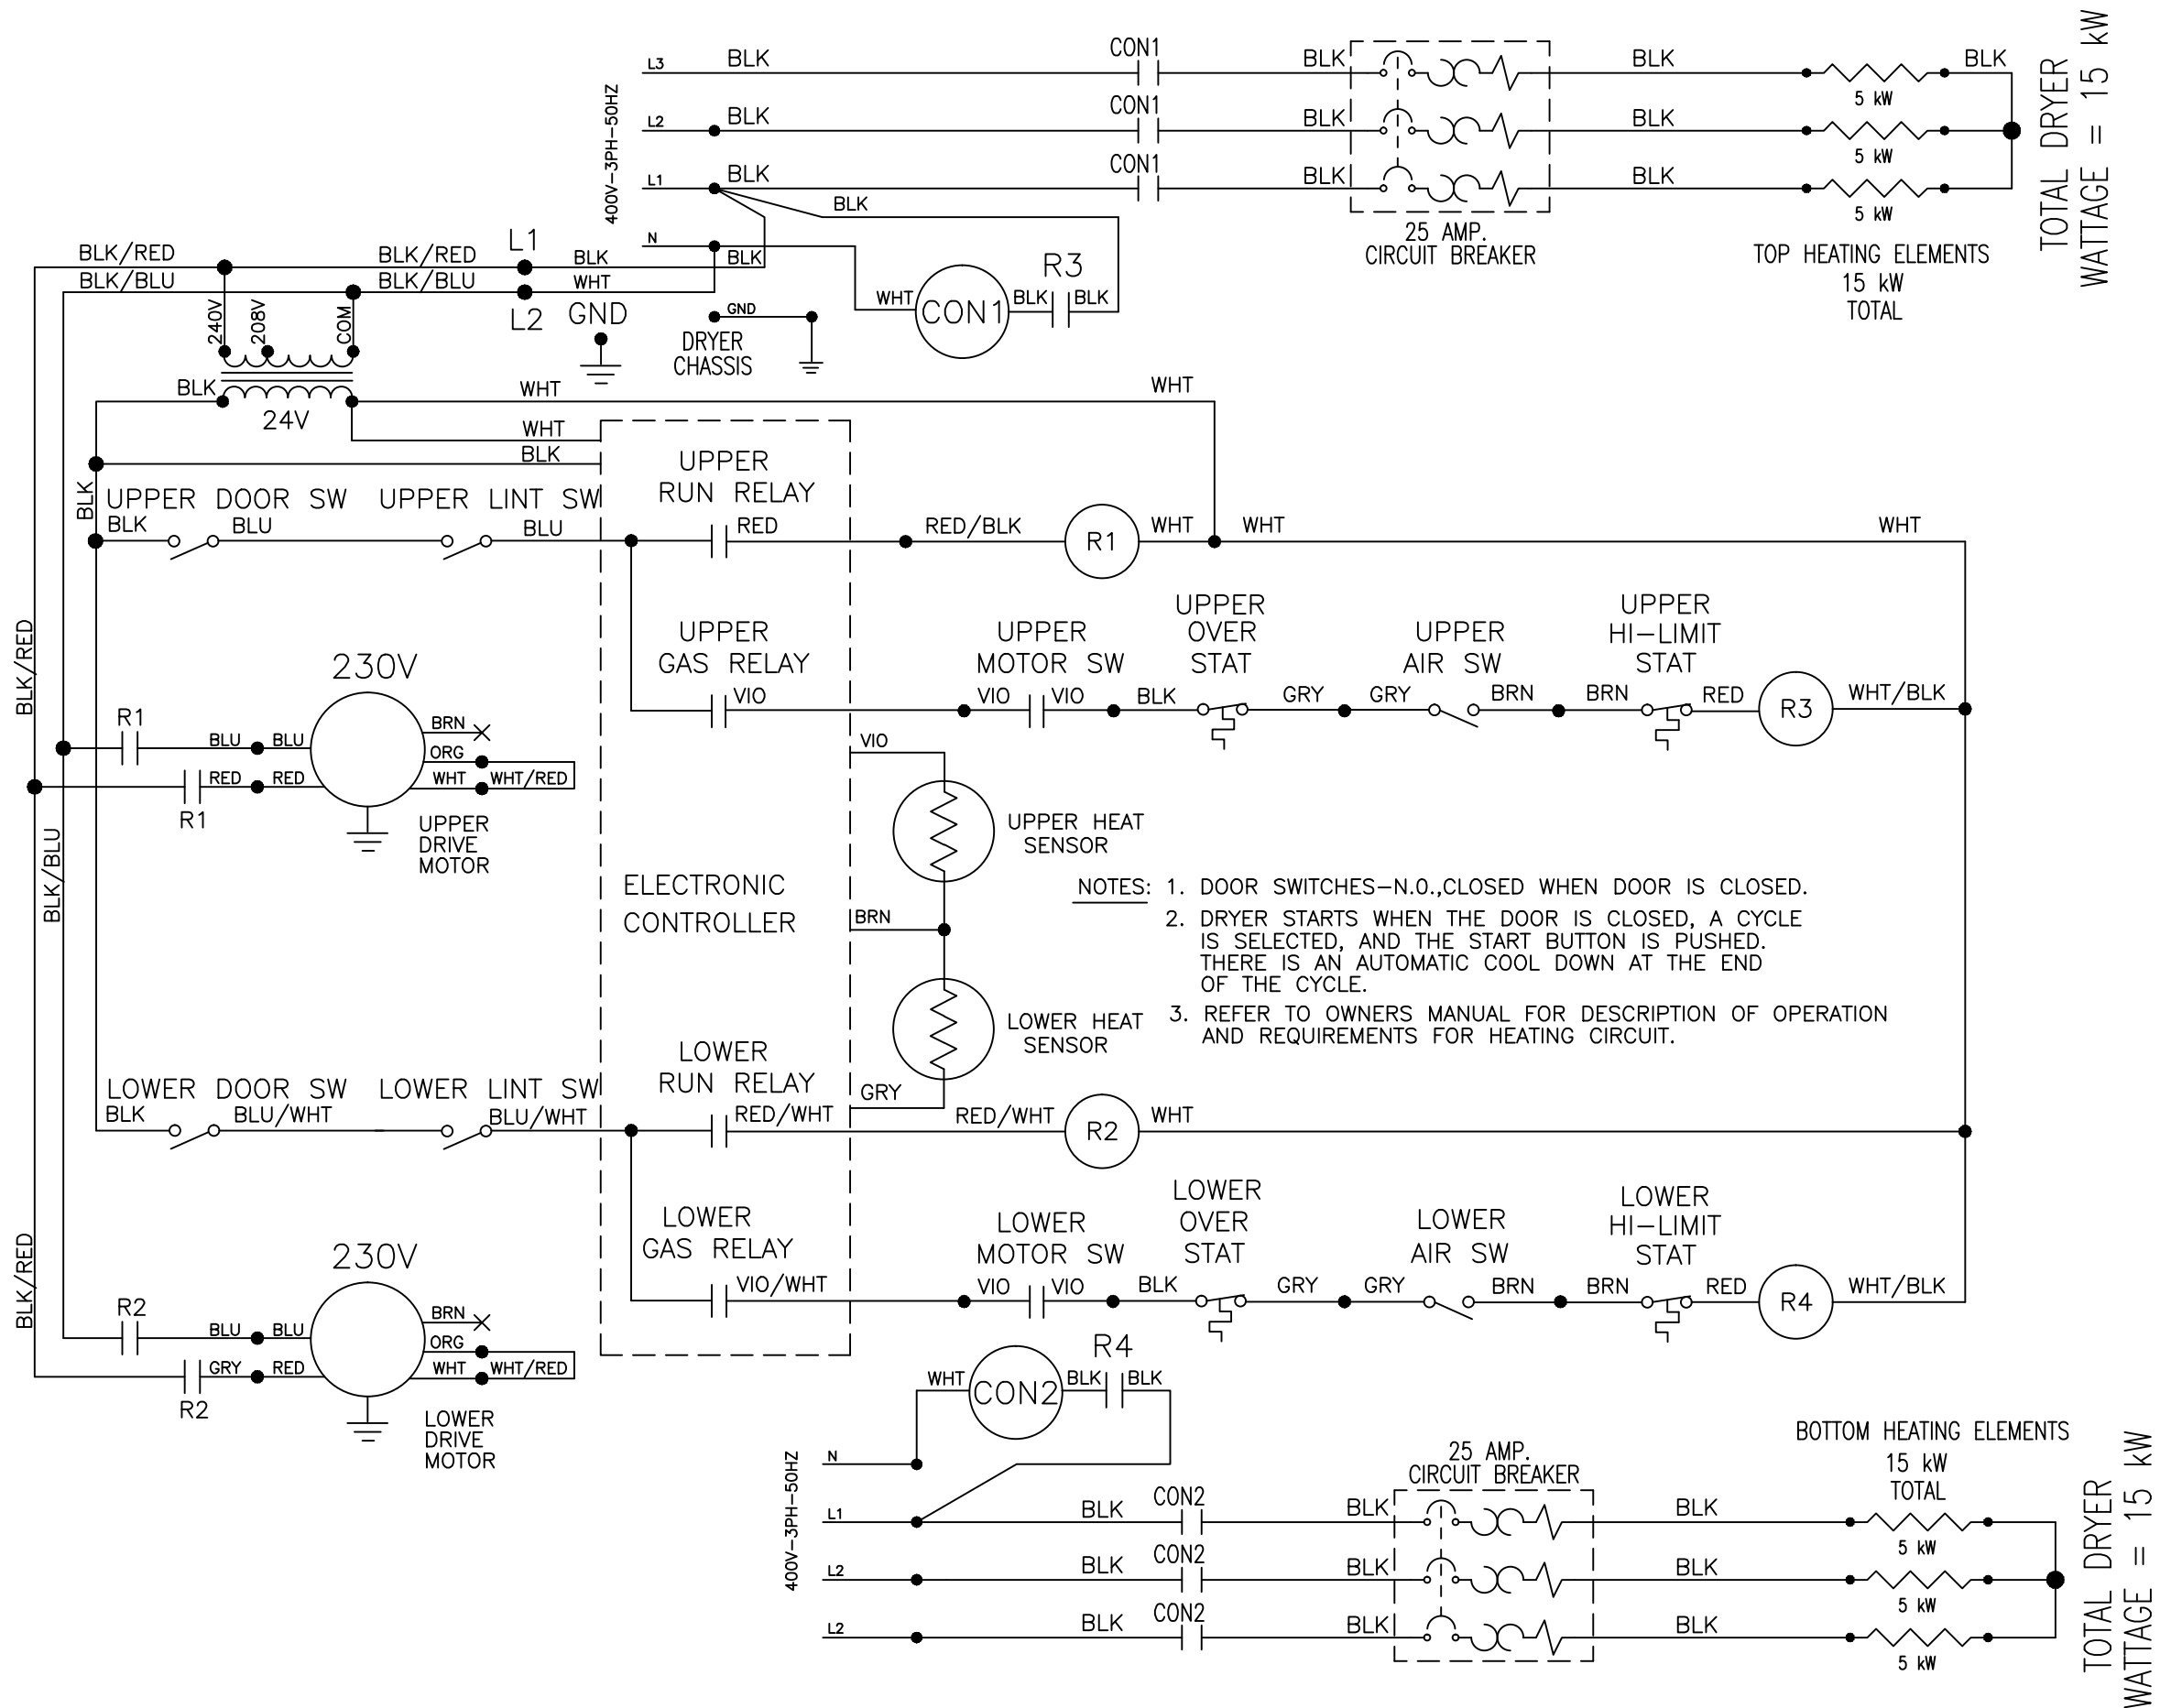 L3 BLK CON1 BLK BLK BLK
5 kW
L2 BLK CON1 BLK BLK
5 kW
L1 BLK CON1 BLK BLK
5 kW
400V-3PH-50HZ
BLK
N
BLK
25 AMP.
CIRCUIT BREAKER
TOP HEATING ELEMENTS
15 kW
TOTAL
TOTAL DRYER
WATTAGE = 15 kW
BLK/RED BLK/RED L1 BLK
BLK/BLU BLK/BLU L2 WHT
240V 208V COM
GND
GND
DRYER
CHASSIS
WHT CON1 BLK R3 BLK
BLK 24V
WHT WHT
WHT
BLK
BLK
UPPER DOOR SW UPPER LINT SW
BLK BLU BLU
UPPER
RUN RELAY
RED RED/BLK R1 WHT WHT WHT
UPPER
GAS RELAY
VIO
UPPER
MOTOR SW
VIO VIO BLK
UPPER
OVER
STAT
GRY GRY
UPPER
AIR SW
BRN BRN
UPPER
HI-LIMIT
STAT
RED R3 WHT/BLK
BLK/RED
BLK/BLU
230V
R1 BLU BLU BRN
ORG
RED RED WHT WHT/RED
R1
UPPER
DRIVE
MOTOR
ELECTRONIC
CONTROLLER
VIO
UPPER HEAT
SENSOR
BRN
LOWER HEAT
SENSOR
GRY
NOTES: 1. DOOR SWITCHES-N.O.,CLOSED WHEN DOOR IS CLOSED.
2. DRYER STARTS WHEN THE DOOR IS CLOSED, A CYCLE
IS SELECTED, AND THE START BUTTON IS PUSHED.
THERE IS AN AUTOMATIC COOL DOWN AT THE END
OF THE CYCLE.
3. REFER TO OWNERS MANUAL FOR DESCRIPTION OF OPERATION
AND REQUIREMENTS FOR HEATING CIRCUIT.
LOWER DOOR SW LOWER LINT SW
BLK BLU/WHT BLU/WHT
LOWER
RUN RELAY
RED/WHT RED/WHT R2 WHT
LOWER
GAS RELAY
VIO/WHT
LOWER
MOTOR SW
VIO VIO BLK
LOWER
OVER
STAT
GRY GRY
LOWER
AIR SW
BRN BRN
LOWER
HI-LIMIT
STAT
RED R4 WHT/BLK
BLK/RED
230V
R2 BLU BLU BRN
ORG
GRY RED WHT WHT/RED
R2
LOWER
DRIVE
MOTOR
WHT CON2 BLK R4 BLK
400V-3PH-50HZ
N
25 AMP.
CIRCUIT BREAKER
BOTTOM HEATING ELEMENTS
15 kW
TOTAL
L1 BLK CON2 BLK BLK
5 kW
L2 BLK CON2 BLK BLK
5 kW
L2 BLK CON2 BLK BLK
5 kW
TOTAL DRYER
WATTAGE = 15 kW